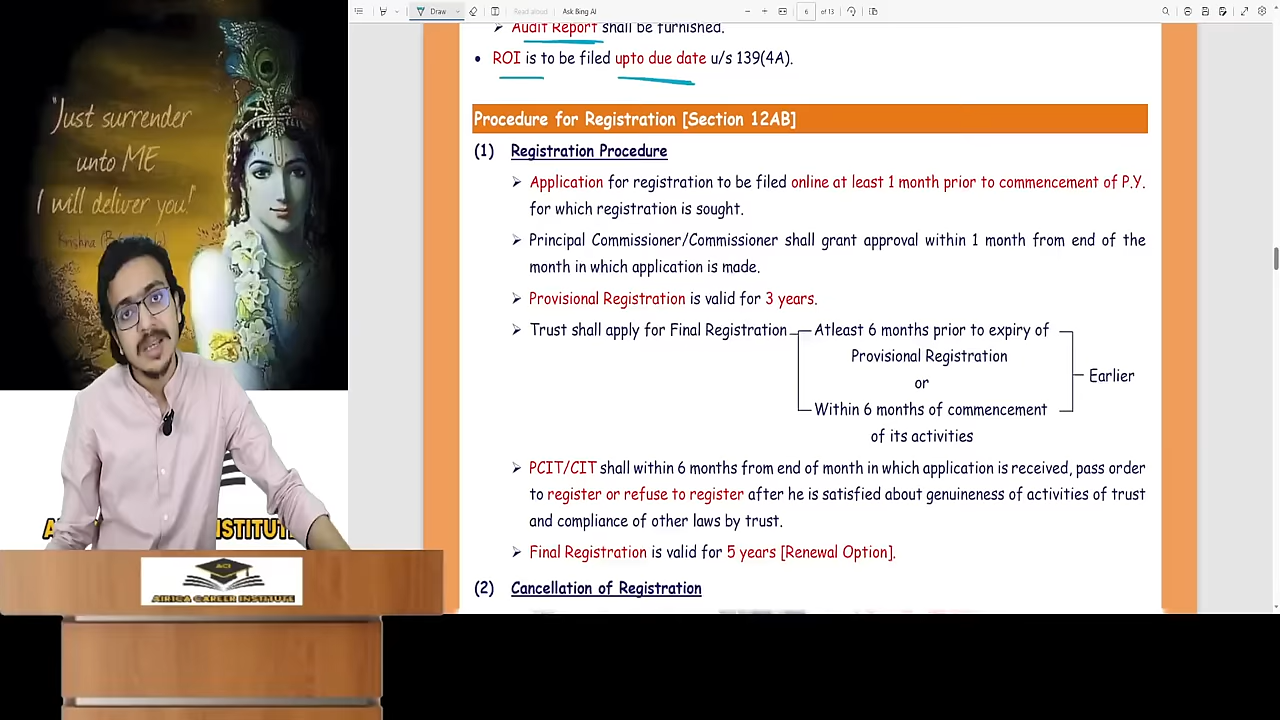 Draw
Read aloud
Ask Bing AI
6 of 13
➢ Audit Report shall be furnished.
• ROI is to be filed upto due date u/s 139(4A).
"Just surrender
unto ME
I will deliver you!"
Procedure for Registration [Section 12AB]
(1) Registration Procedure
➢ Application for registration to be filed online at least 1 month prior to commencement of P.Y.
for which registration is sought.
➢ Principal Commissioner/Commissioner shall grant approval within 1 month from end of the
month in which application is made.
➢ Provisional Registration is valid for 3 years.
➢ Trust shall apply for Final Registration
Atleast 6 months prior to expiry of
Provisional Registration
or
Within 6 months of commencement
of its activities
Earlier
➢ PCIT/CIT shall within 6 months from end of month in which application is received, pass order
to register or refuse to register after he is satisfied about genuineness of activities of trust
and compliance of other laws by trust.
➢ Final Registration is valid for 5 years [Renewal Option].
(2) Cancellation of Registration
ACI